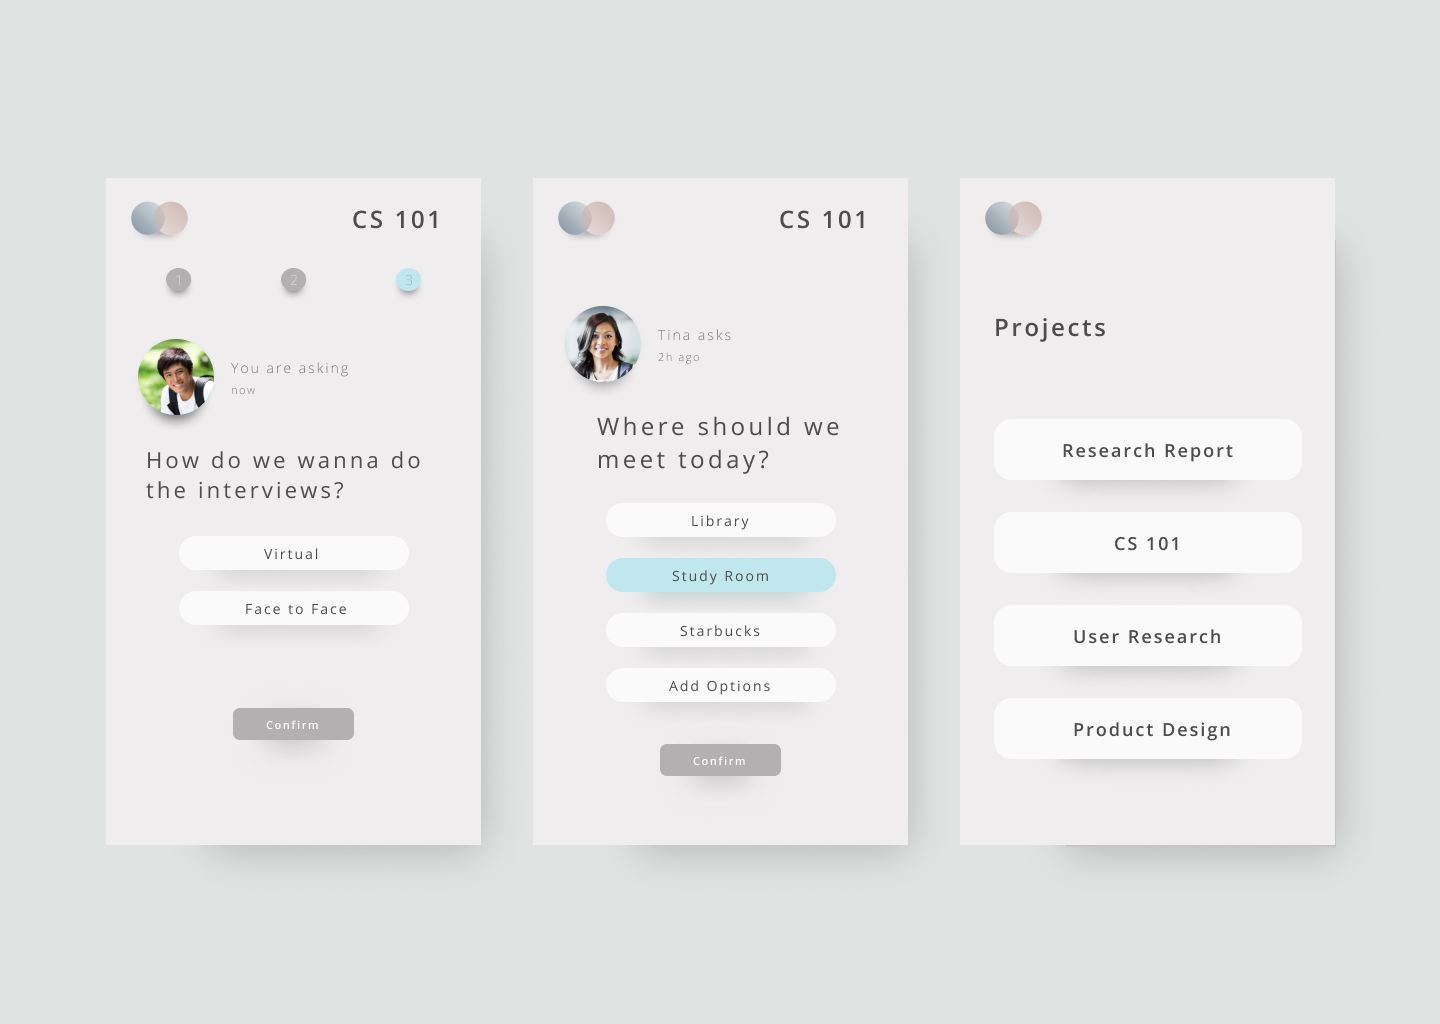 CS 101
1
2
3
You are asking
now
How do we wanna do
the interviews?
Virtual
Face to Face
Confirm
CS 101
Tina asks
2h ago
Where should we
meet today?
Library
Study Room
Starbucks
Add Options
Confirm
Projects
Research Report
CS 101
User Research
Product Design